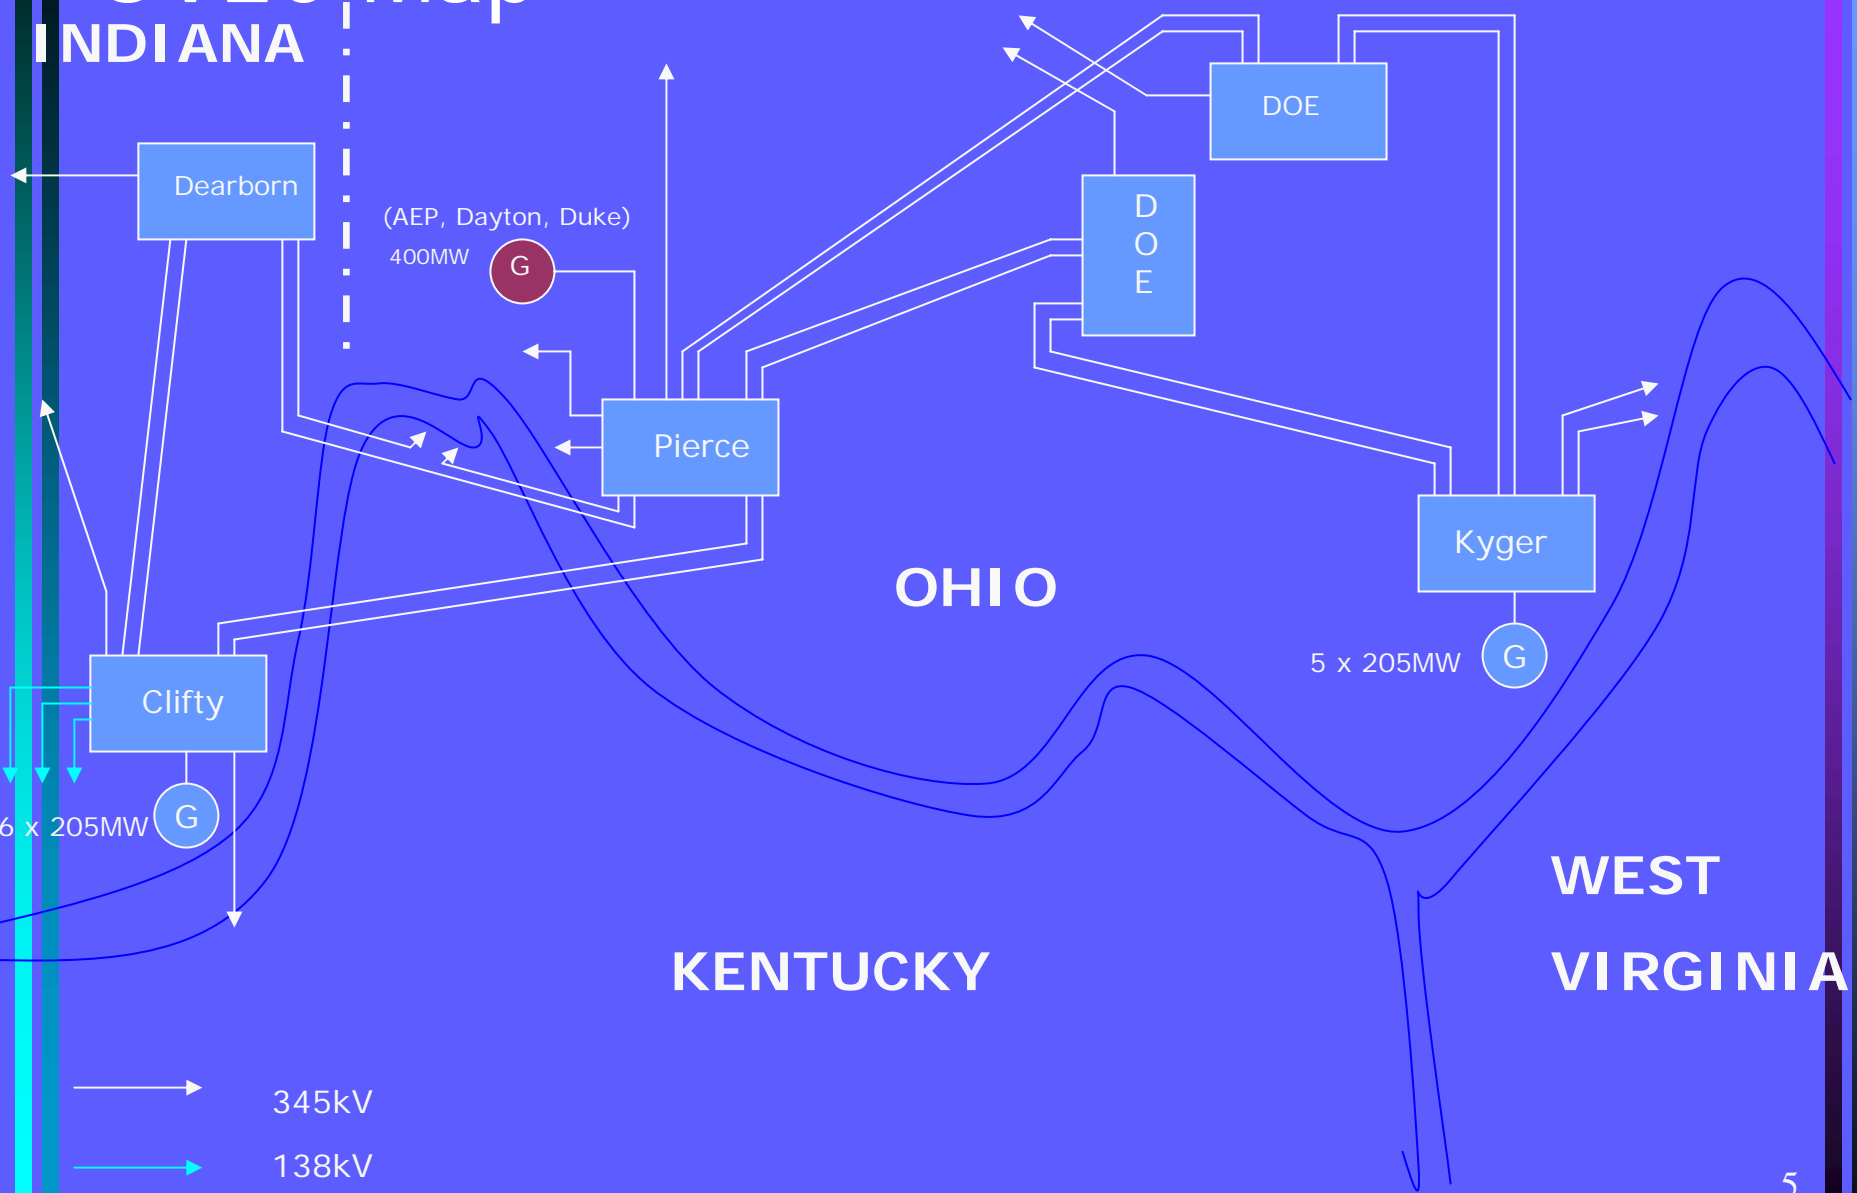 Map
INDIANA
DOE
Dearborn
(AEP, Dayton, Duke)
400MW
G
D
O
E
Pierce
Kyger
OHIO
5 x 205MW
G
Clifty
6 x 205MW
G
WEST
VIRGINIA
KENTUCKY
345kV
138kV
5